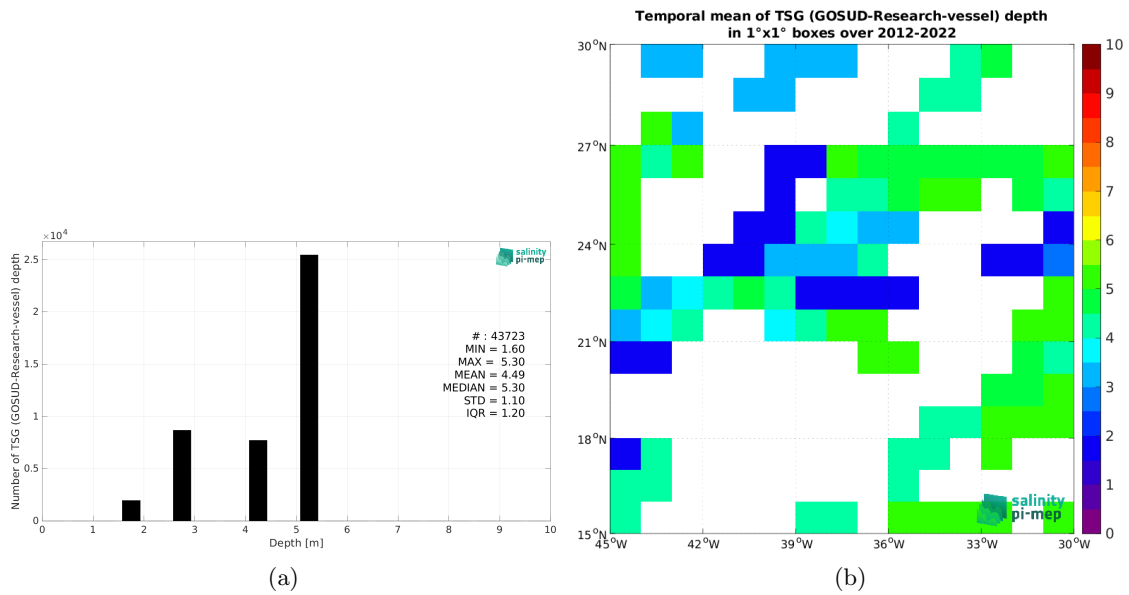 ×10⁴
2.5
2
1.5
1
0.5
0
Number of TSG (GOSUD-Research-vessel) depth
0 1 2 3 4 5 6 7 8 9 10
Depth [m]
salinity
pi-mep
# : 43723
MIN = 1.60
MAX = 5.30
MEAN = 4.49
MEDIAN = 5.30
STD = 1.10
IQR = 1.20
(a)
Temporal mean of TSG (GOSUD-Research-vessel) depth
in 1°x1° boxes over 2012-2022
30°N
27°N
24°N
21°N
18°N
15°N
45°W 42°W 39°W 36°W 33°W 30°W
salinity
pi-mep
10
9
8
7
6
5
4
3
2
1
0
(b)